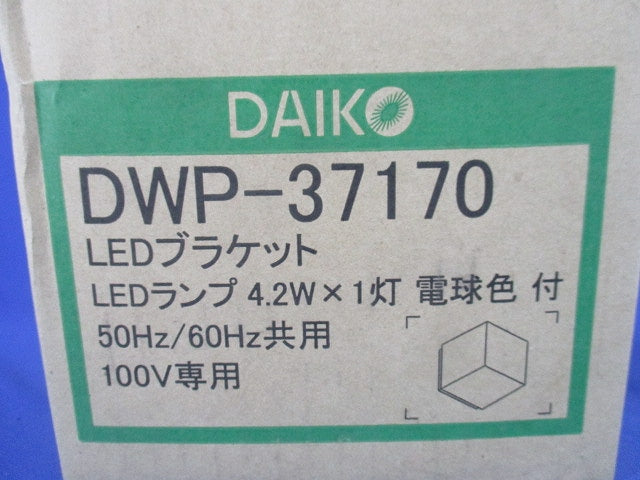 DAIKO
DWP-37170
LEDブラケット
LEDランプ 4.2W×1灯 電球色 付
50Hz/60Hz共用
100V専用